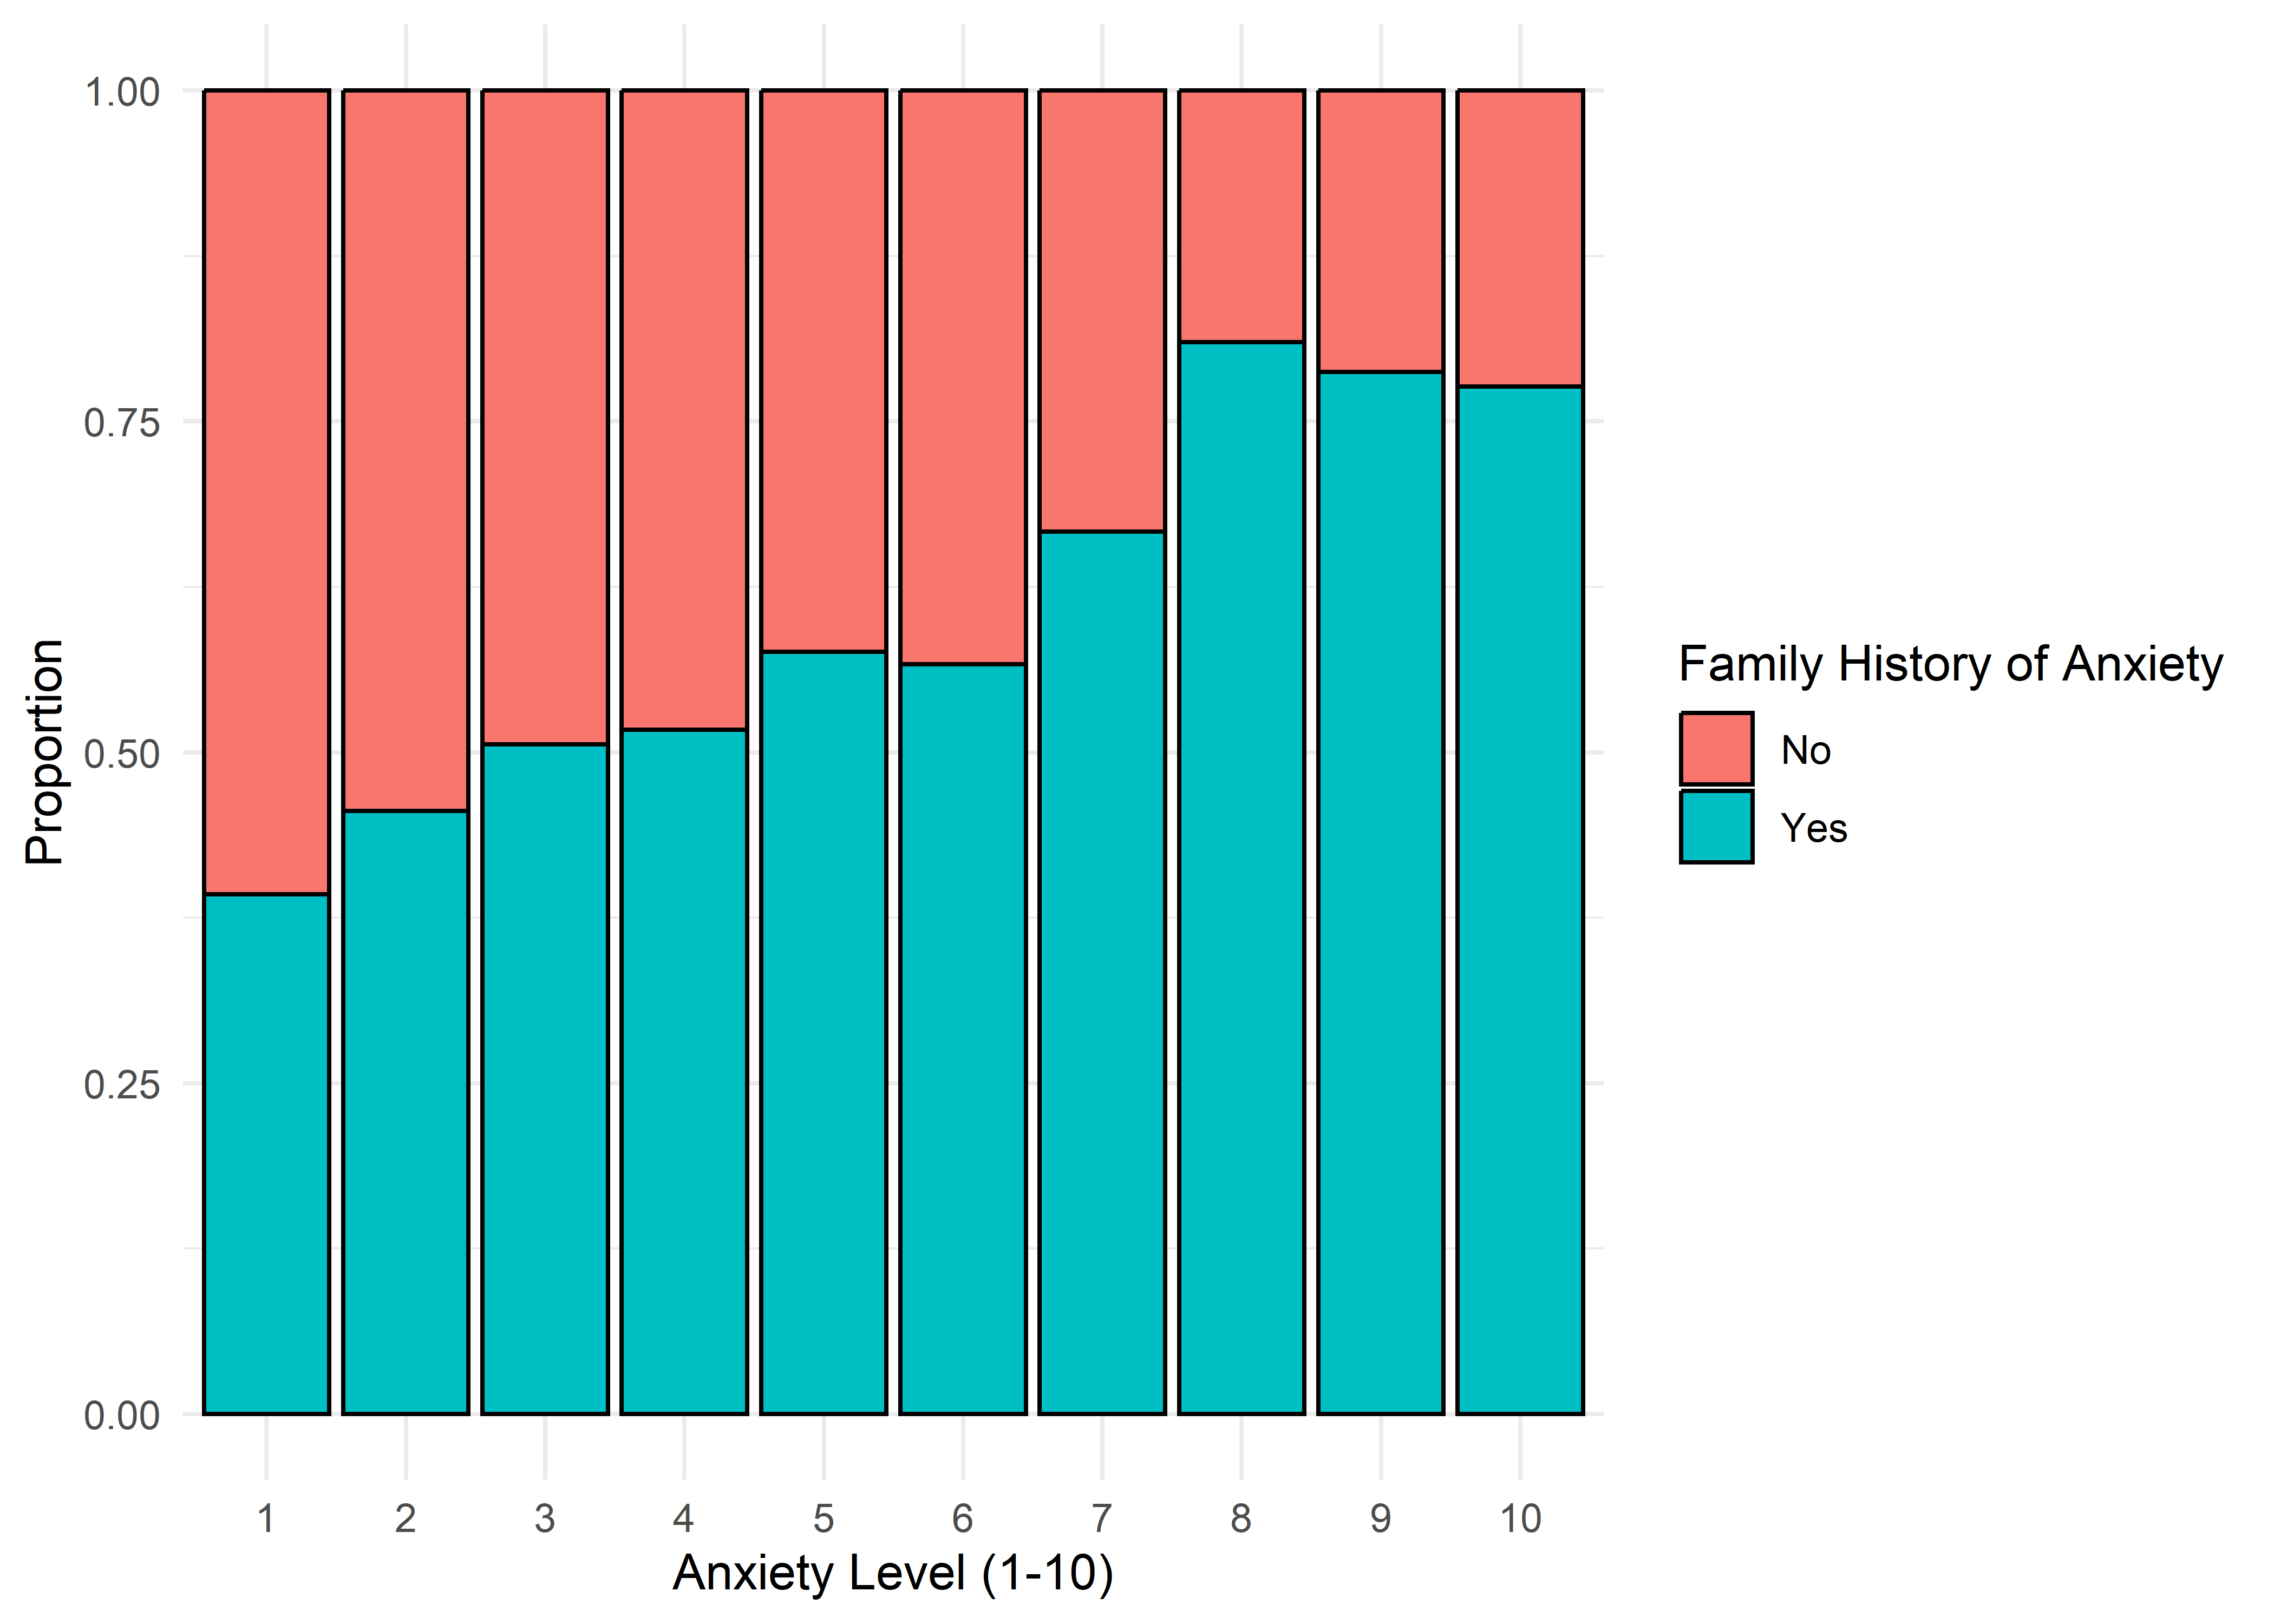 Proportion
1.00
0.75
0.50
0.25
0.00
1 2 3 4 5 6 7 8 9 10
Anxiety Level (1-10)
Family History of Anxiety
No
Yes